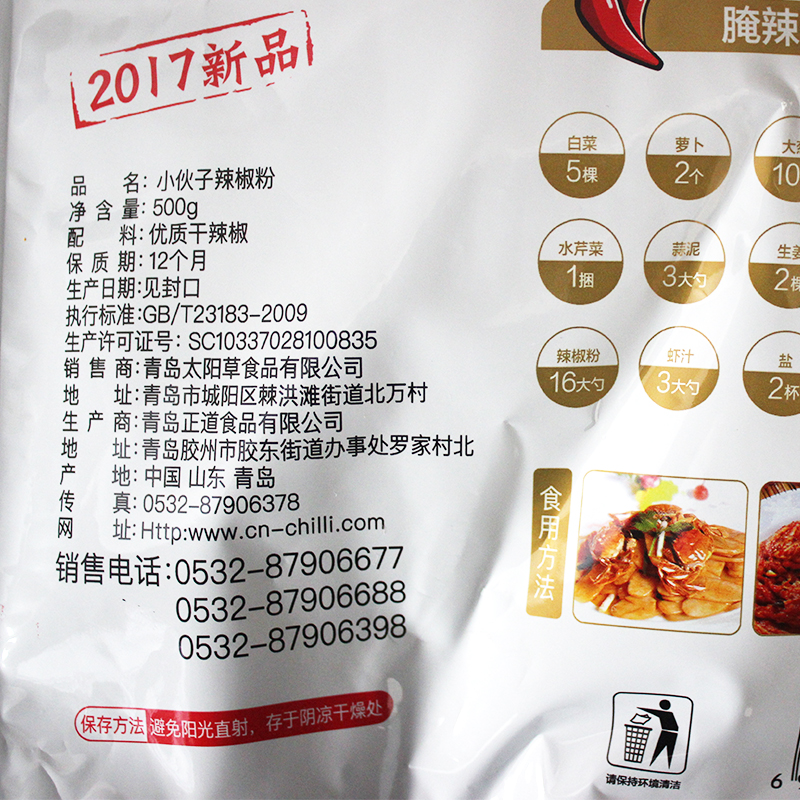 2017新品
腌辣
白菜
5棵
萝卜
2个
10
水芹菜
1捆
蒜泥
3大勺
生姜
辣椒粉
16大勺
虾汁
3大勺
盐
2杯
品 名: 小伙子辣椒粉
净 含 量: 500g
配 料: 优质干辣椒
保 质 期: 12个月
生产日期:见封口
执行标准:GB/T23183-2009
生产许可证号: SC10337028100835
销 售 商:青岛太阳草食品有限公司
地 址:青岛市城阳区棘洪滩街道北万村
生 产 商:青岛正道食品有限公司
地 址:青岛胶州市胶东街道办事处罗家村北
产 地: 中国 山东 青岛
传 真: 0532-87906378
网 址:Http:www.cn-chilli.com
销售电话:0532-87906677
0532-87906688
0532-87906398
食用方法
保存方法 避免阳光直射，存于阴凉干燥处
请保持环境清洁
6